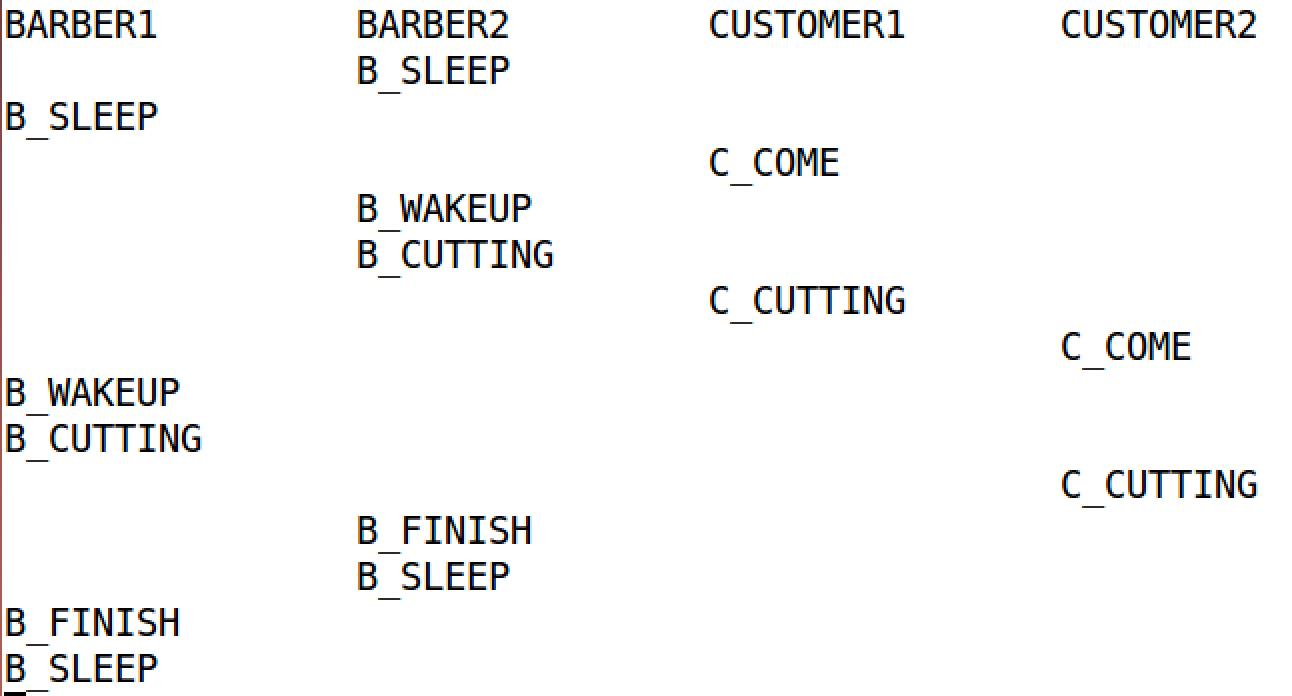 BARBER1 BARBER2 CUSTOMER1 CUSTOMER2
B_SLEEP
B_SLEEP
C_COME
B_WAKEUP
B_CUTTING
C_CUTTING
C_COME
B_WAKEUP
B_CUTTING
C_CUTTING
B_FINISH
B_SLEEP
B_FINISH
B_SLEEP